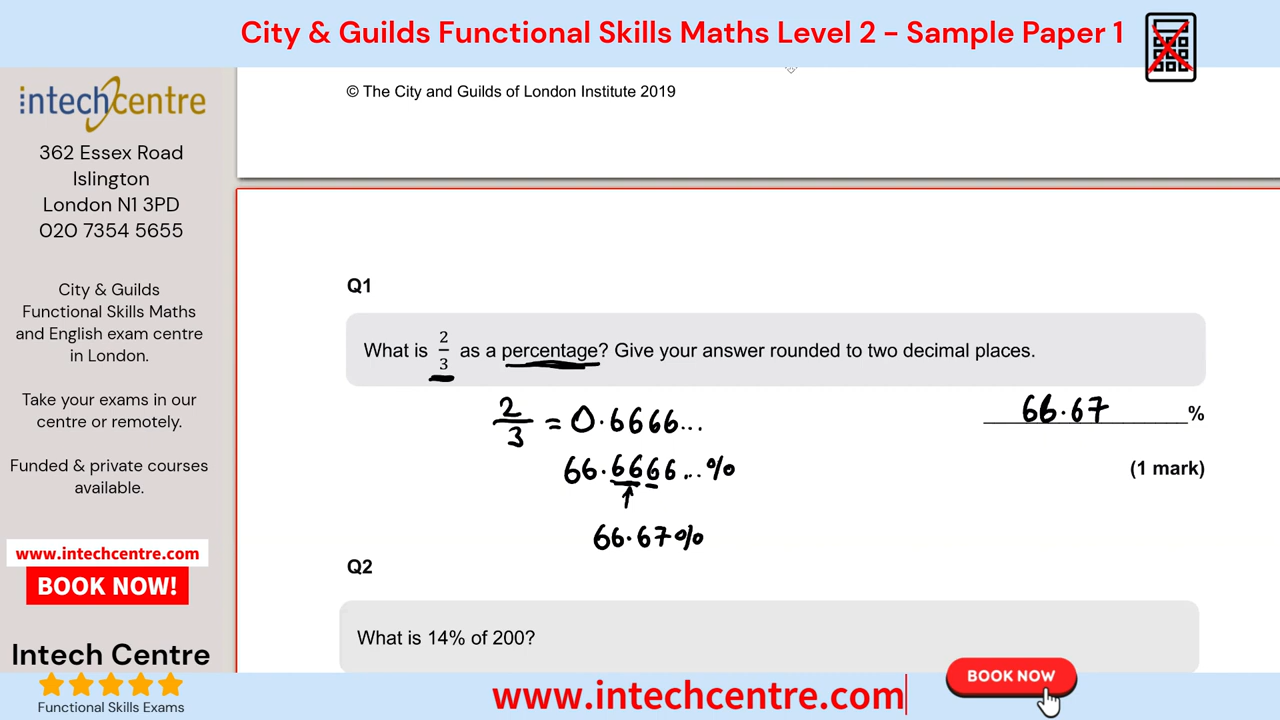 City & Guilds Functional Skills Maths Level 2 - Sample Paper 1
intechcentre
362 Essex Road
Islington
London N1 3PD
020 7354 5655
City & Guilds
Functional Skills Maths
and English exam centre
in London.
Take your exams in our
centre or remotely.
Funded & private courses
available.
www.intechcentre.com
BOOK NOW!
Intech Centre
Functional Skills Exams
© The City and Guilds of London Institute 2019
Q1
What is 2/3 as a percentage? Give your answer rounded to two decimal places.
2/3 = 0.6666...
66.6666...%
66.67%
66.67 %
(1 mark)
Q2
What is 14% of 200?
www.intechcentre.com
BOOK NOW